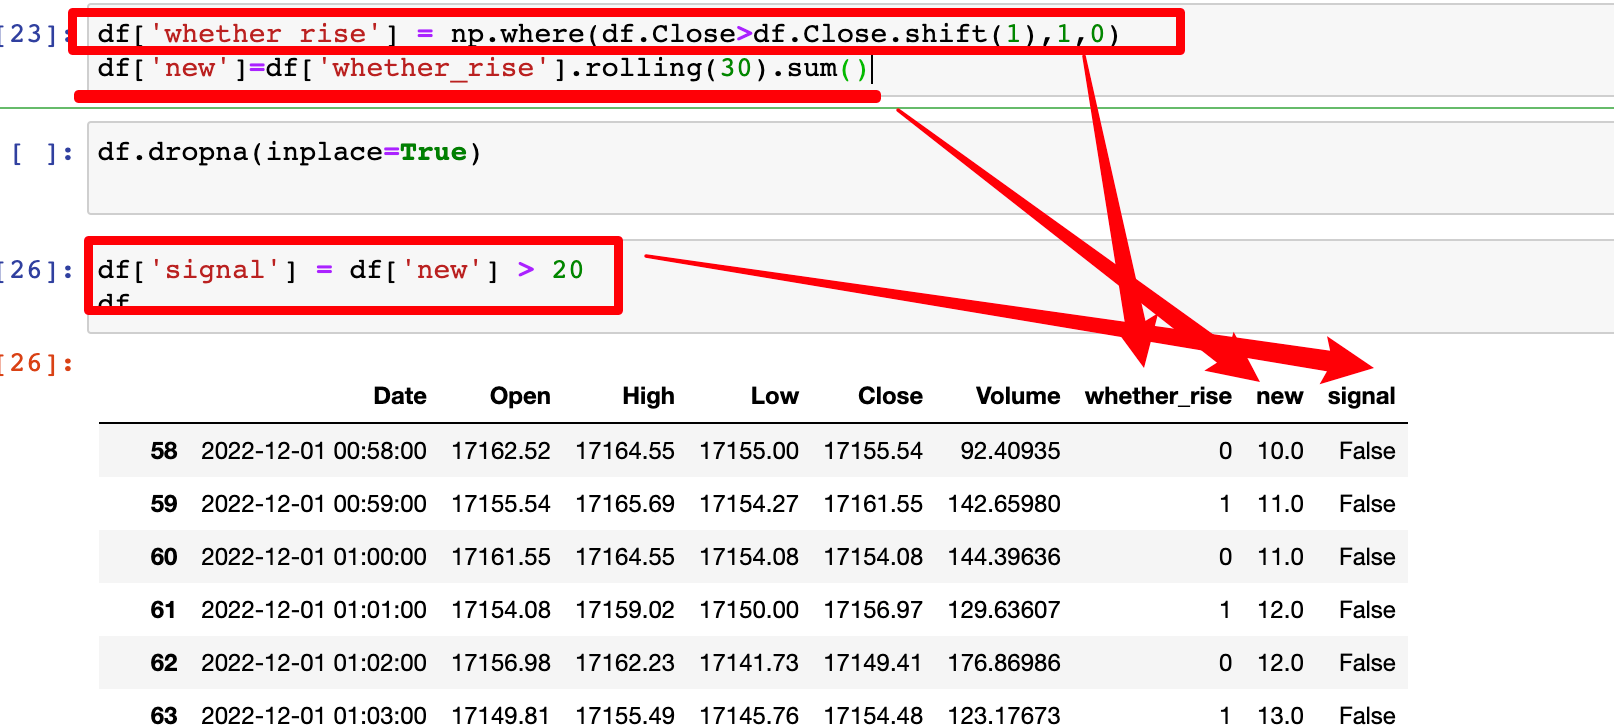 [23]: df['whether_rise'] = np.where(df.Close>df.Close.shift(1),1,0)
df['new']=df['whether_rise'].rolling(30).sum()
[ ]: df.dropna(inplace=True)
[26]: df['signal'] = df['new'] > 20
df
[26]:
Date Open High Low Close Volume whether_rise new signal
58 2022-12-01 00:58:00 17162.52 17164.55 17155.00 17155.54 92.40935 0 10.0 False
59 2022-12-01 00:59:00 17155.54 17165.69 17154.27 17161.55 142.65980 1 11.0 False
60 2022-12-01 01:00:00 17161.55 17164.55 17154.08 17154.08 144.39636 0 11.0 False
61 2022-12-01 01:01:00 17154.08 17159.02 17150.00 17156.97 129.63607 1 12.0 False
62 2022-12-01 01:02:00 17156.98 17162.23 17141.73 17149.41 176.86986 0 12.0 False
63 2022-12-01 01:03:00 17149.81 17155.49 17145.76 17154.48 123.17673 1 13.0 False